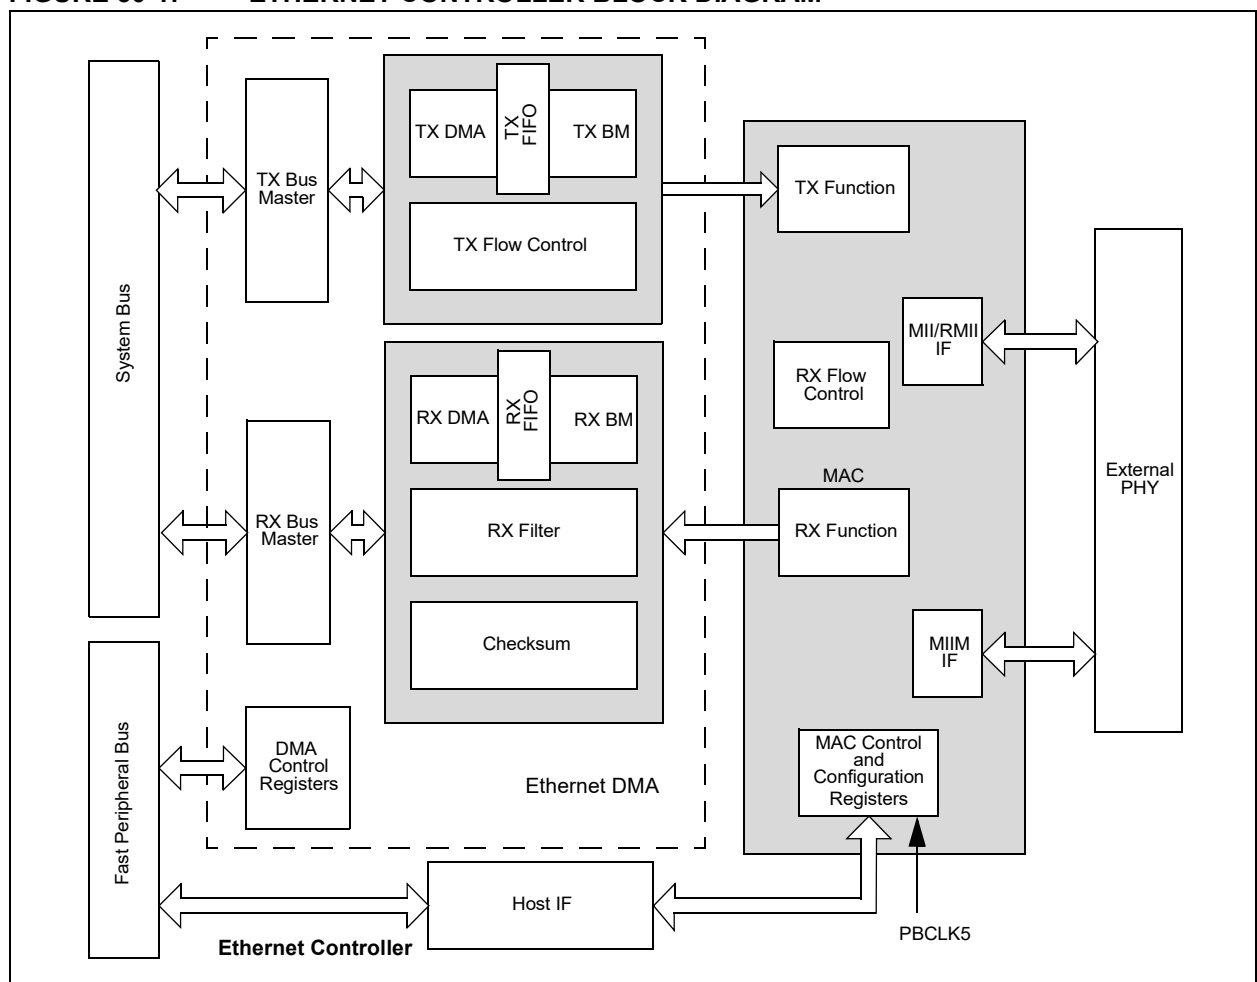 ETHERNET CONTROLLER BLOCK DIAGRAM
System Bus
TX Bus
Master
TX DMA
TX
FIFO
TX BM
TX Flow Control
TX Function
MII/RMII
IF
RX Flow
Control
RX DMA
RX
FIFO
RX BM
RX Bus
Master
RX Filter
Checksum
MAC
RX Function
External
PHY
MIIM
IF
Fast Peripheral Bus
DMA
Control
Registers
Ethernet DMA
MAC Control
and
Configuration
Registers
Host IF
Ethernet Controller
PBCLK5